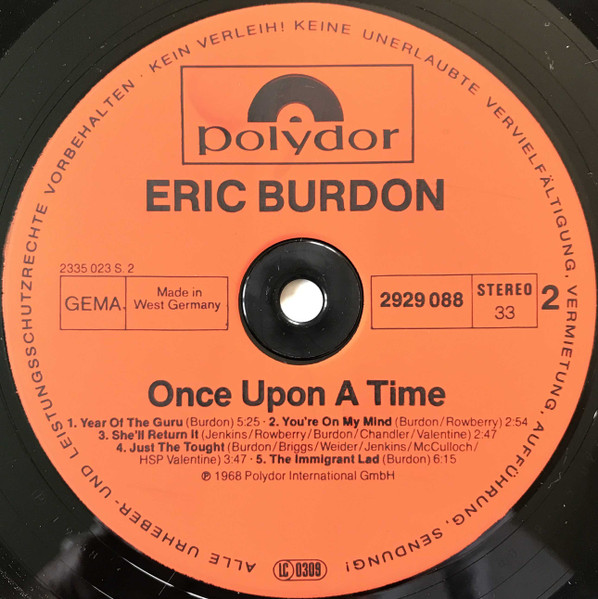 ALLE URHEBER- UND LEISTUNGSSCHUTZRECHTE VORBEHALTEN · KEIN VERLEIH! KEINE UNERLAUBTE VERVIELFÄLTIGUNG, VERMIETUNG, AUFFÜHRUNG, SENDUNG!
polydor
ERIC BURDON
2335 023 S. 2
GEMA
Made in
West Germany
2929 088
STEREO
33
2
Once Upon A Time
1. Year Of The Guru (Burdon) 5:25 · 2. You're On My Mind (Burdon/Rowberry) 2:54
3. She'll Return It (Jenkins/Rowberry/Burdon/Chandler/Valentine) 2:47
4. Just The Tought (Burdon/Briggs/Weider/Jenkins/McCulloch/
HSP Valentine) 3:47 · 5. The Immigrant Lad (Burdon) 6:15
℗ 1968 Polydor International GmbH
LC 0309